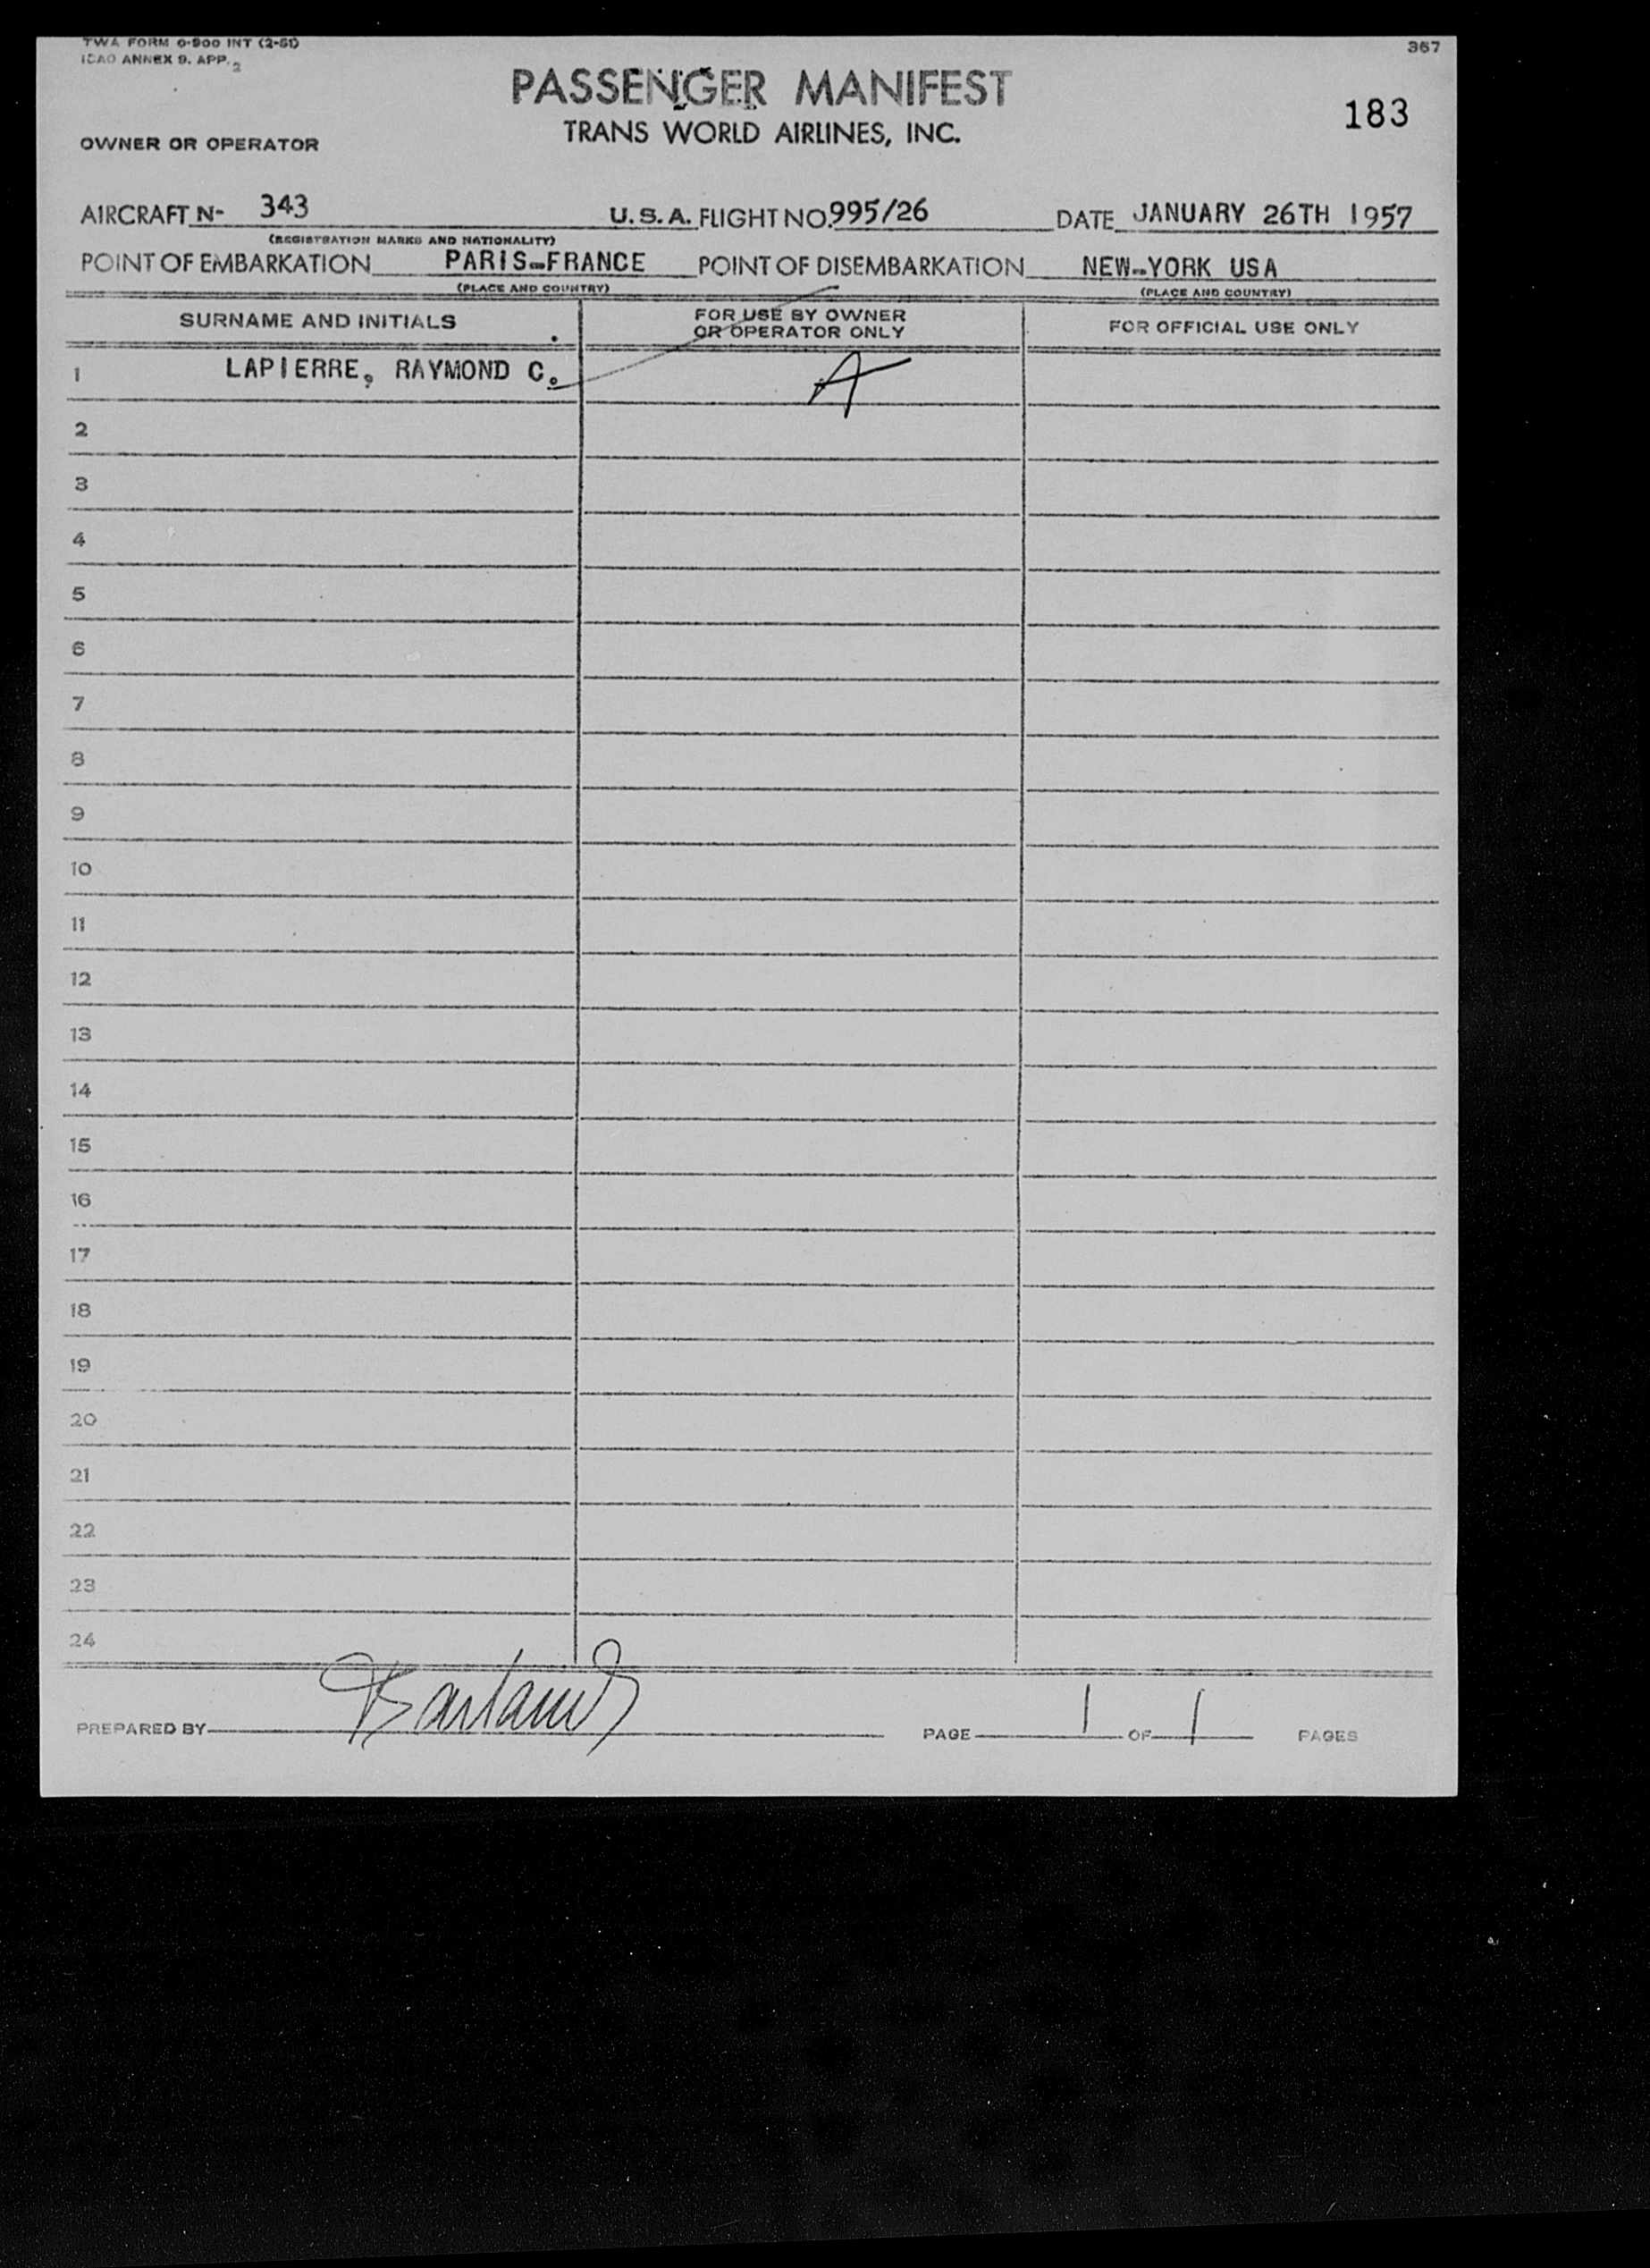 TWA FORM O-900 INT (2-51)
ICAO ANNEX 9. APP. 2
367
PASSENGER MANIFEST
183
TRANS WORLD AIRLINES, INC.
OWNER OR OPERATOR
AIRCRAFT N- 343 U.S.A. FLIGHT NO. 995/26 DATE JANUARY 26TH 1957
(REGISTRATION MARKS AND NATIONALITY)
POINT OF EMBARKATION PARIS-FRANCE POINT OF DISEMBARKATION NEW-YORK USA
(PLACE AND COUNTRY) (PLACE AND COUNTRY)
SURNAME AND INITIALS FOR USE BY OWNER OR OPERATOR ONLY FOR OFFICIAL USE ONLY
1 LAPIERRE, RAYMOND C. A
2
3
4
5
6
7
8
9
10
11
12
13
14
15
16
17
18
19
20
21
22
23
24
PREPARED BY PAGE 1 OF 1 PAGES